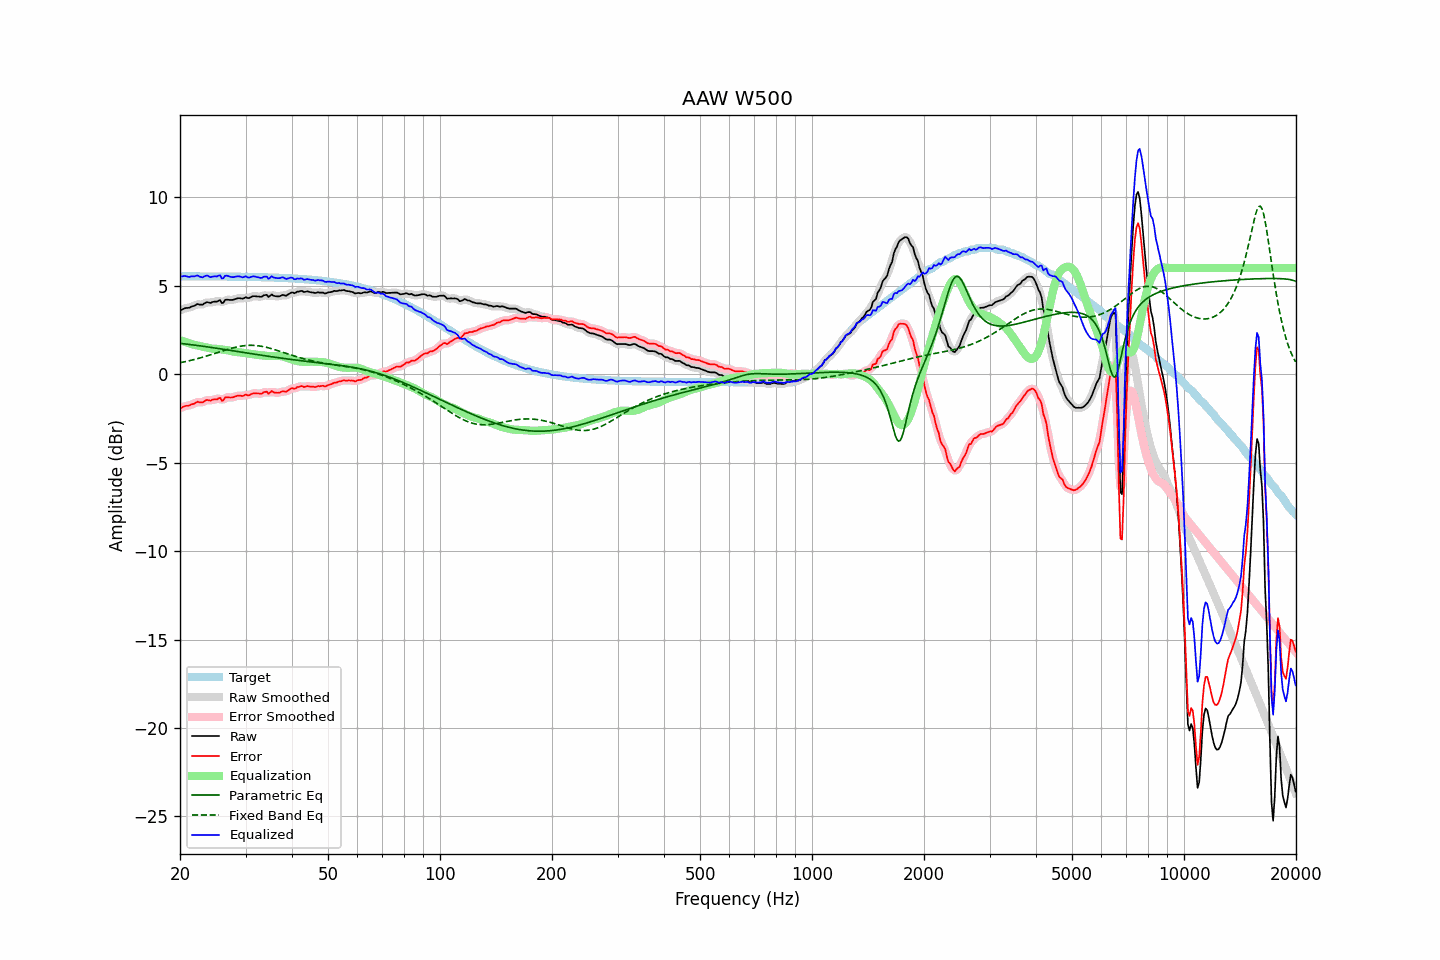 AAW W500
Amplitude (dBr)
10
5
0
−5
−10
−15
−20
−25
Target
Raw Smoothed
Error Smoothed
Raw
Error
Equalization
Parametric Eq
Fixed Band Eq
Equalized
20 50 100 200 500 1000 2000 5000 10000 20000
Frequency (Hz)